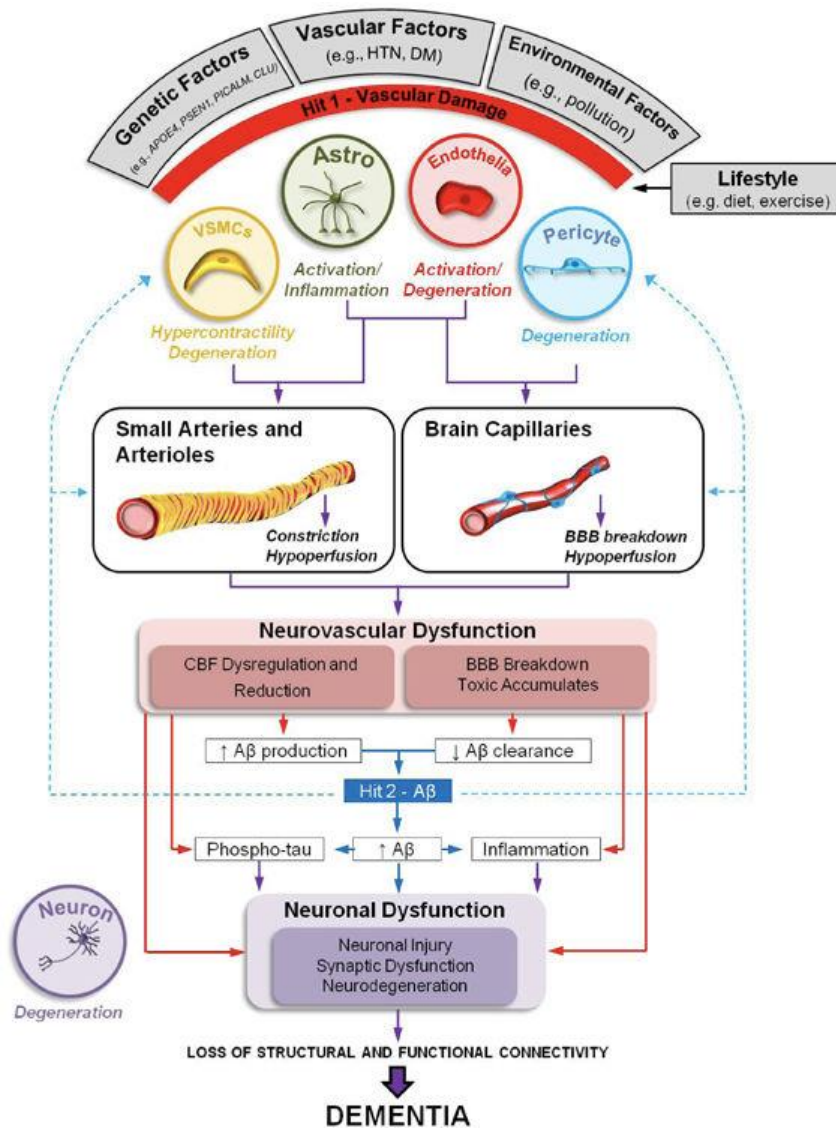 Genetic Factors
(e.g., APOE4, PSEN1, PICALM, CLU)
Vascular Factors
(e.g., HTN, DM)
Environmental Factors
(e.g., pollution)
Hit 1 - Vascular Damage
Lifestyle
(e.g. diet, exercise)
VSMCs
Astro
Endothelia
Pericyte
Hypercontractility
Degeneration
Activation/
Inflammation
Activation/
Degeneration
Degeneration
Small Arteries and
Arterioles
Constriction
Hypoperfusion
Brain Capillaries
BBB breakdown
Hypoperfusion
Neurovascular Dysfunction
CBF Dysregulation and
Reduction
BBB Breakdown
Toxic Accumulates
↑ Aβ production
↓ Aβ clearance
Hit 2 - Aβ
Phospho-tau
↑ Aβ
Inflammation
Neuron
Degeneration
Neuronal Dysfunction
Neuronal Injury
Synaptic Dysfunction
Neurodegeneration
LOSS OF STRUCTURAL AND FUNCTIONAL CONNECTIVITY
DEMENTIA